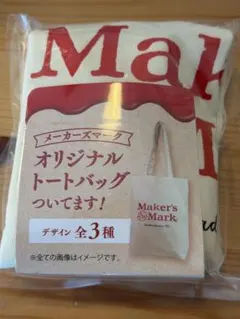 Mak
メーカーズマーク
オリジナル
トートバッグ
ついてます!
デザイン 全3種
※全ての画像はイメージです。
Maker's
Mark